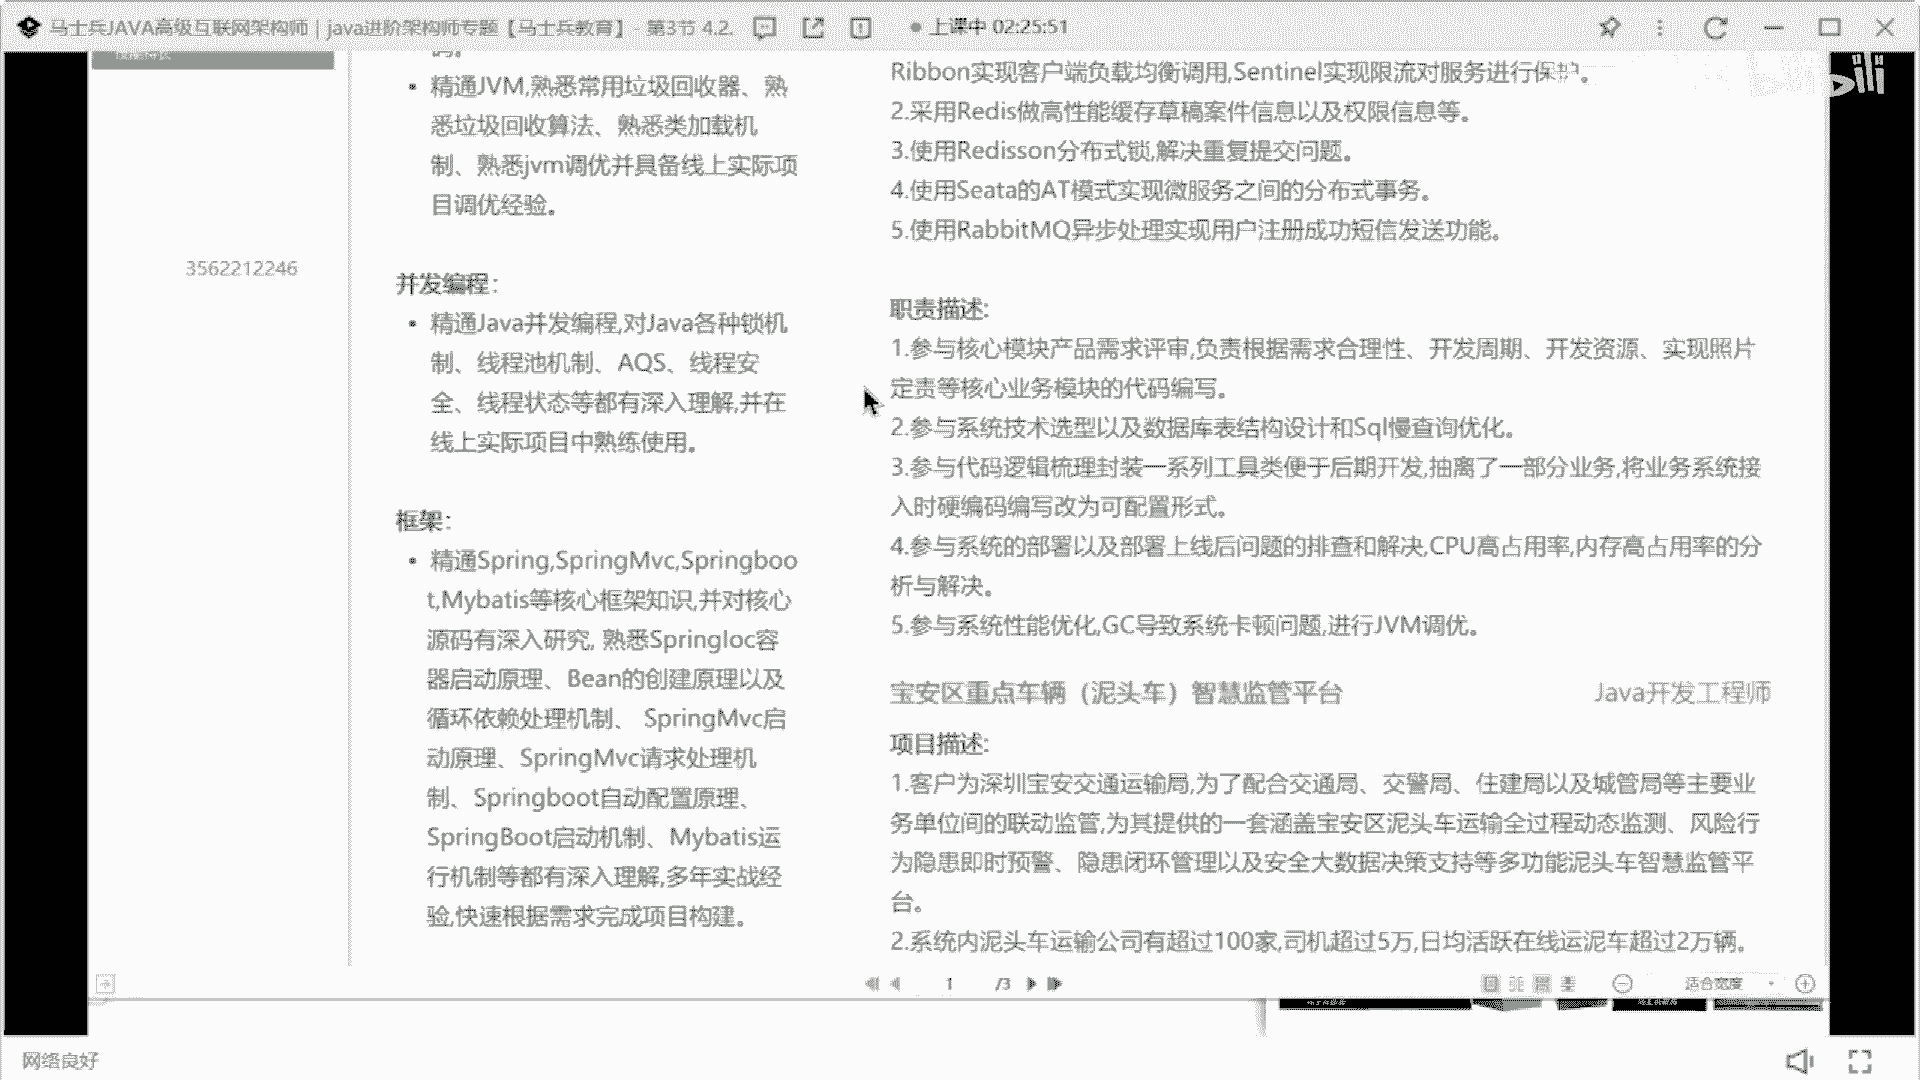 马士兵JAVA高级互联网架构师｜java进阶架构师专题【马士兵教育】- 第3节 4.2.
上课中 02:25:51
精通JVM,熟悉常用垃圾回收器、熟
悉垃圾回收算法、熟悉类加载机
制、熟悉jvm调优并具备线上实际项
目调优经验。
3562212246
并发编程:
精通Java并发编程,对Java各种锁机
制、线程池机制、AQS、线程安
全、线程状态等都有深入理解,并在
线上实际项目中熟练使用。
框架:
精通Spring,SpringMvc,Springboo
t,Mybatis等核心框架知识,并对核心
源码有深入研究, 熟悉SpringIoc容
器启动原理、Bean的创建原理以及
循环依赖处理机制、 SpringMvc启
动原理、SpringMvc请求处理机
制、Springboot自动配置原理、
SpringBoot启动机制、Mybatis运
行机制等都有深入理解,多年实战经
验,快速根据需求完成项目构建。
Ribbon实现客户端负载均衡调用,Sentinel实现限流对服务进行保护。
2.采用Redis做高性能缓存草稿案件信息以及权限信息等。
3.使用Redisson分布式锁,解决重复提交问题。
4.使用Seata的AT模式实现微服务之间的分布式事务。
5.使用RabbitMQ异步处理实现用户注册成功短信发送功能。
职责描述:
1.参与核心模块产品需求评审,负责根据需求合理性、开发周期、开发资源、实现照片
定责等核心业务模块的代码编写。
2.参与系统技术选型以及数据库表结构设计和Sql慢查询优化。
3.参与代码逻辑梳理封装一系列工具类便于后期开发,抽离了一部分业务,将业务系统接
入时硬编码编写改为可配置形式。
4.参与系统的部署以及部署上线后问题的排查和解决,CPU高占用率,内存高占用率的分
析与解决。
5.参与系统性能优化,GC导致系统卡顿问题,进行JVM调优。
宝安区重点车辆（泥头车）智慧监管平台 Java开发工程师
项目描述:
1.客户为深圳宝安交通运输局,为了配合交通局、交警局、住建局以及城管局等主要业
务单位间的联动监管,为其提供的一套涵盖宝安区泥头车运输全过程动态监测、风险行
为隐患即时预警、隐患闭环管理以及安全大数据决策支持等多功能泥头车智慧监管平
台。
2.系统内泥头车运输公司有超过100家,司机超过5万,日均活跃在线运泥车超过2万辆。
1 /3
适合宽度
网络良好